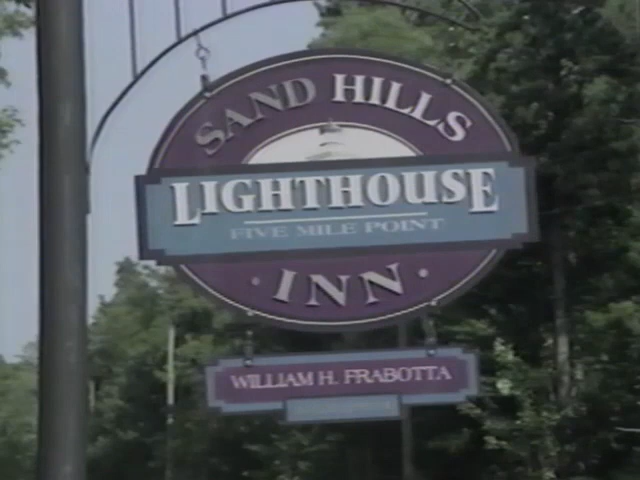 SAND HILLS
LIGHTHOUSE
FIVE MILE POINT
· INN ·
WILLIAM H. FRABOTTA